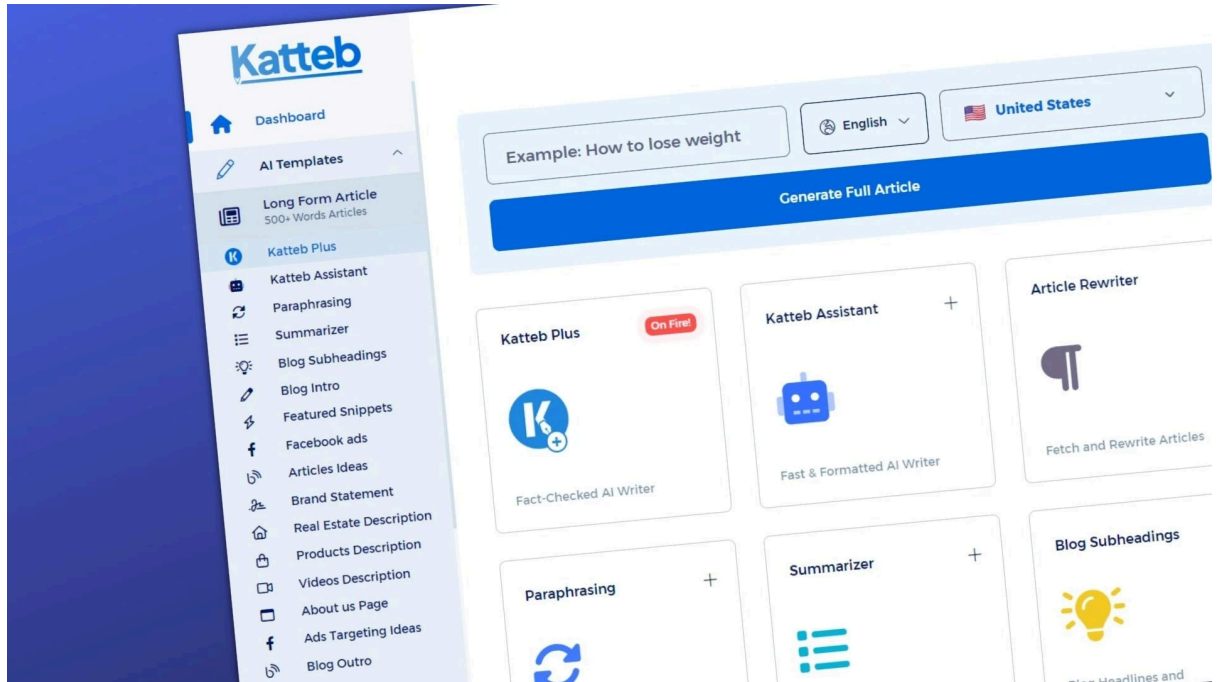 Katteb
Dashboard
AI Templates
Long Form Article
500+ Words Articles
Katteb Plus
Katteb Assistant
Paraphrasing
Summarizer
Blog Subheadings
Blog Intro
Featured Snippets
Facebook ads
Articles Ideas
Brand Statement
Real Estate Description
Products Description
Videos Description
About us Page
Ads Targeting Ideas
Blog Outro
Example: How to lose weight
English
United States
Generate Full Article
Katteb Plus
On Fire!
Fact-Checked AI Writer
Katteb Assistant
Fast & Formatted AI Writer
Article Rewriter
Fetch and Rewrite Articles
Paraphrasing
Summarizer
Blog Subheadings
Blog Headlines and